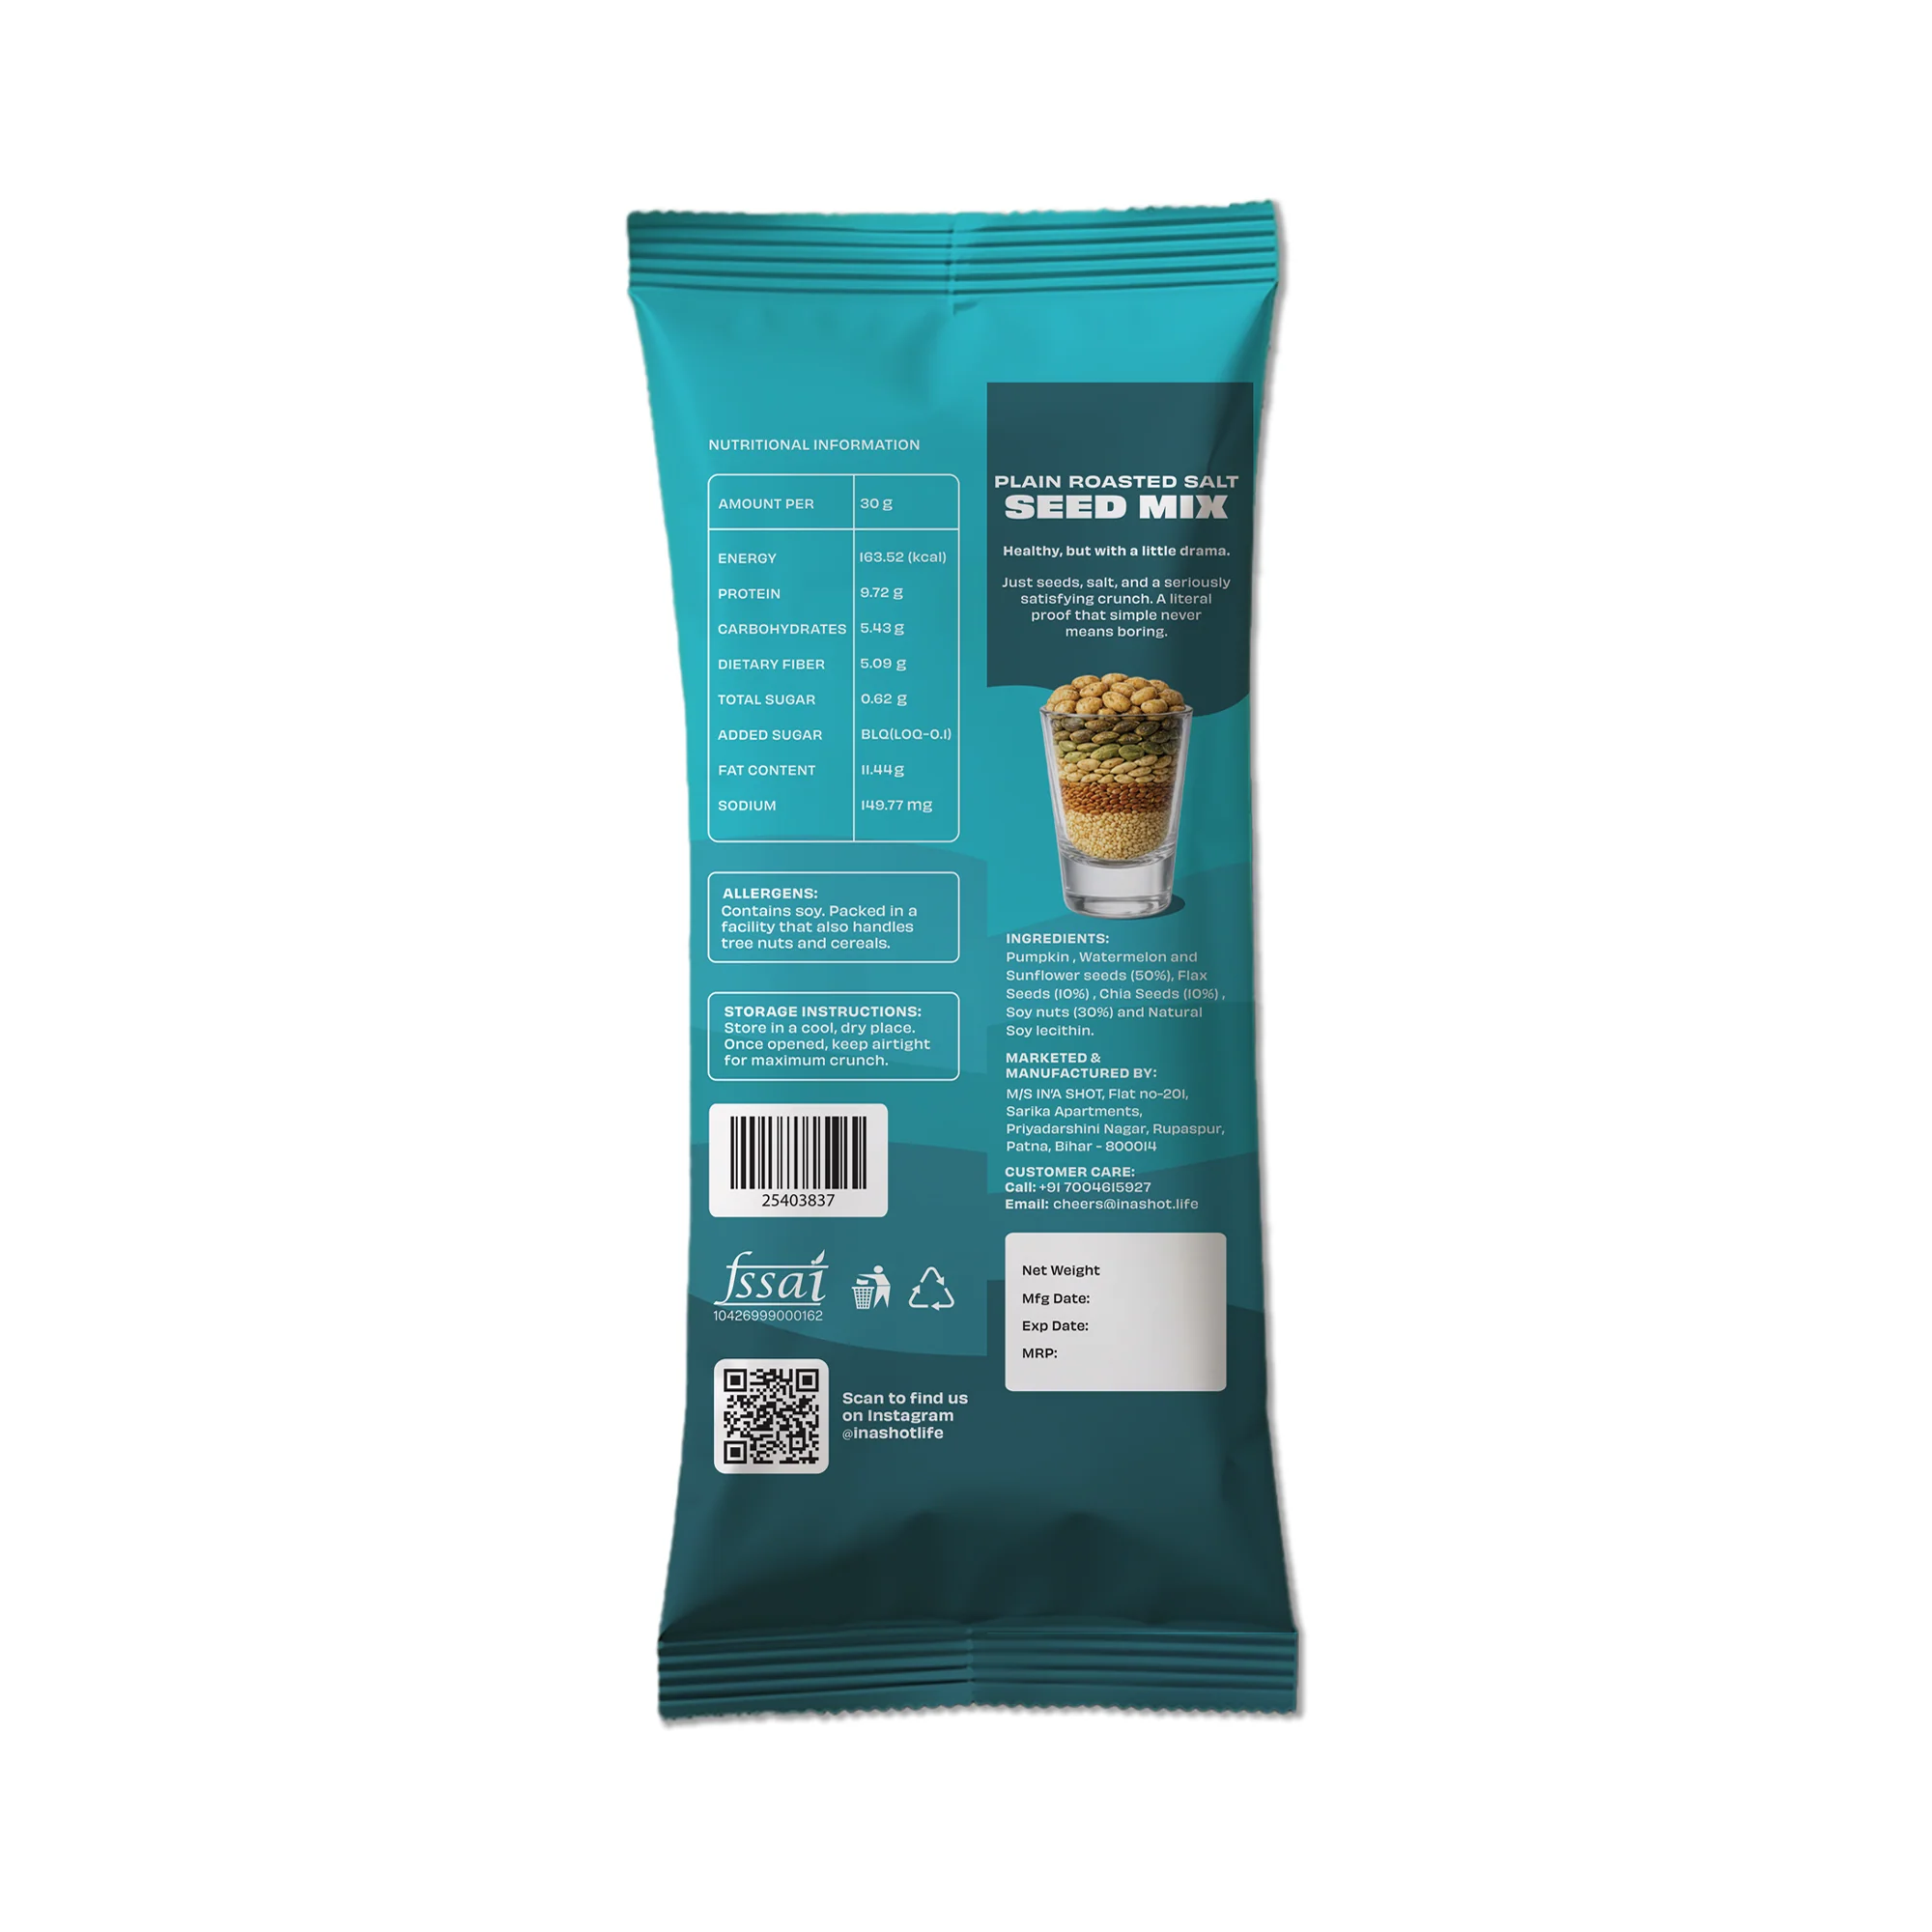 NUTRITIONAL INFORMATION
AMOUNT PER 30 g
ENERGY 163.52 (kcal)
PROTEIN 9.72 g
CARBOHYDRATES 5.43 g
DIETARY FIBER 5.09 g
TOTAL SUGAR 0.62 g
ADDED SUGAR BLQ(LOQ-0.1)
FAT CONTENT 11.44g
SODIUM 149.77 mg
ALLERGENS:
Contains soy. Packed in a
facility that also handles
tree nuts and cereals.
STORAGE INSTRUCTIONS:
Store in a cool, dry place.
Once opened, keep airtight
for maximum crunch.
25403837
fssai
10426999000162
Scan to find us
on Instagram
@inashotlife
PLAIN ROASTED SALT
SEED MIX
Healthy, but with a little drama.
Just seeds, salt, and a seriously
satisfying crunch. A literal
proof that simple never
means boring.
INGREDIENTS:
Pumpkin , Watermelon and
Sunflower seeds (50%), Flax
Seeds (10%) , Chia Seeds (10%) ,
Soy nuts (30%) and Natural
Soy lecithin.
MARKETED &
MANUFACTURED BY:
M/S IN'A SHOT, Flat no-201,
Sarika Apartments,
Priyadarshini Nagar, Rupaspur,
Patna, Bihar - 800014
CUSTOMER CARE:
Call: +91 7004615927
Email: cheers@inashot.life
Net Weight
Mfg Date:
Exp Date:
MRP: